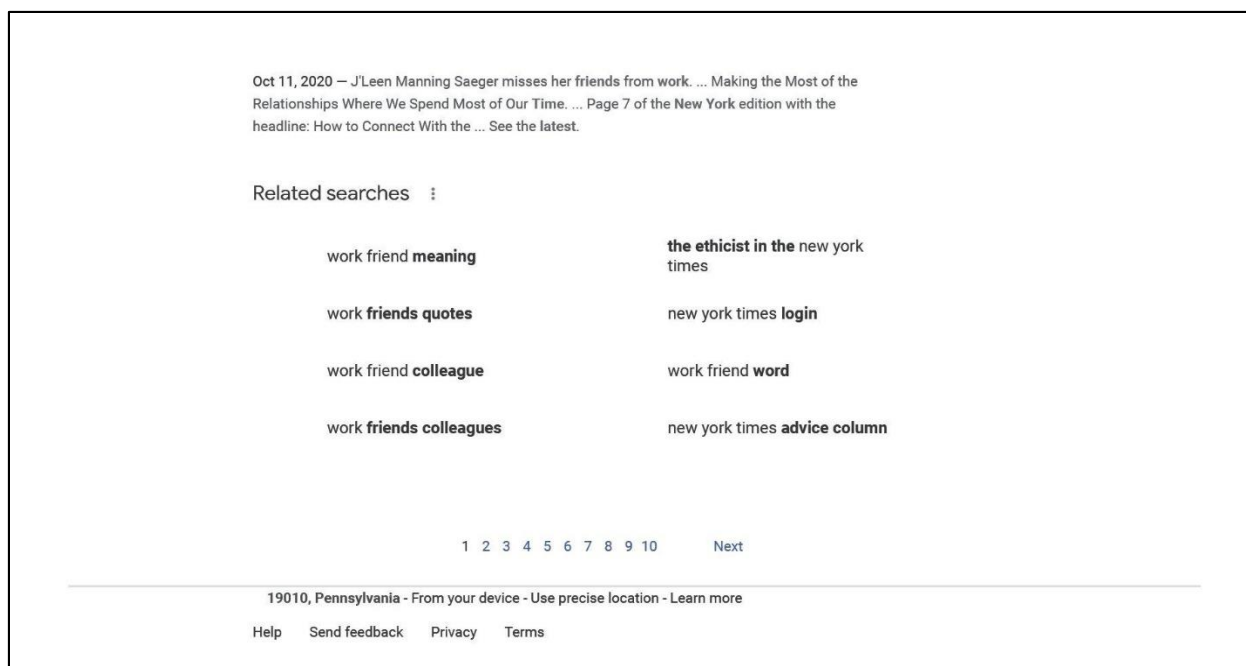 Oct 11, 2020 — J'Leen Manning Saeger misses her friends from work. ... Making the Most of the
Relationships Where We Spend Most of Our Time. ... Page 7 of the New York edition with the
headline: How to Connect With the ... See the latest.
Related searches
work friend meaning
the ethicist in the new york
times
work friends quotes
new york times login
work friend colleague
work friend word
work friends colleagues
new york times advice column
1 2 3 4 5 6 7 8 9 10 Next
19010, Pennsylvania - From your device - Use precise location - Learn more
Help Send feedback Privacy Terms